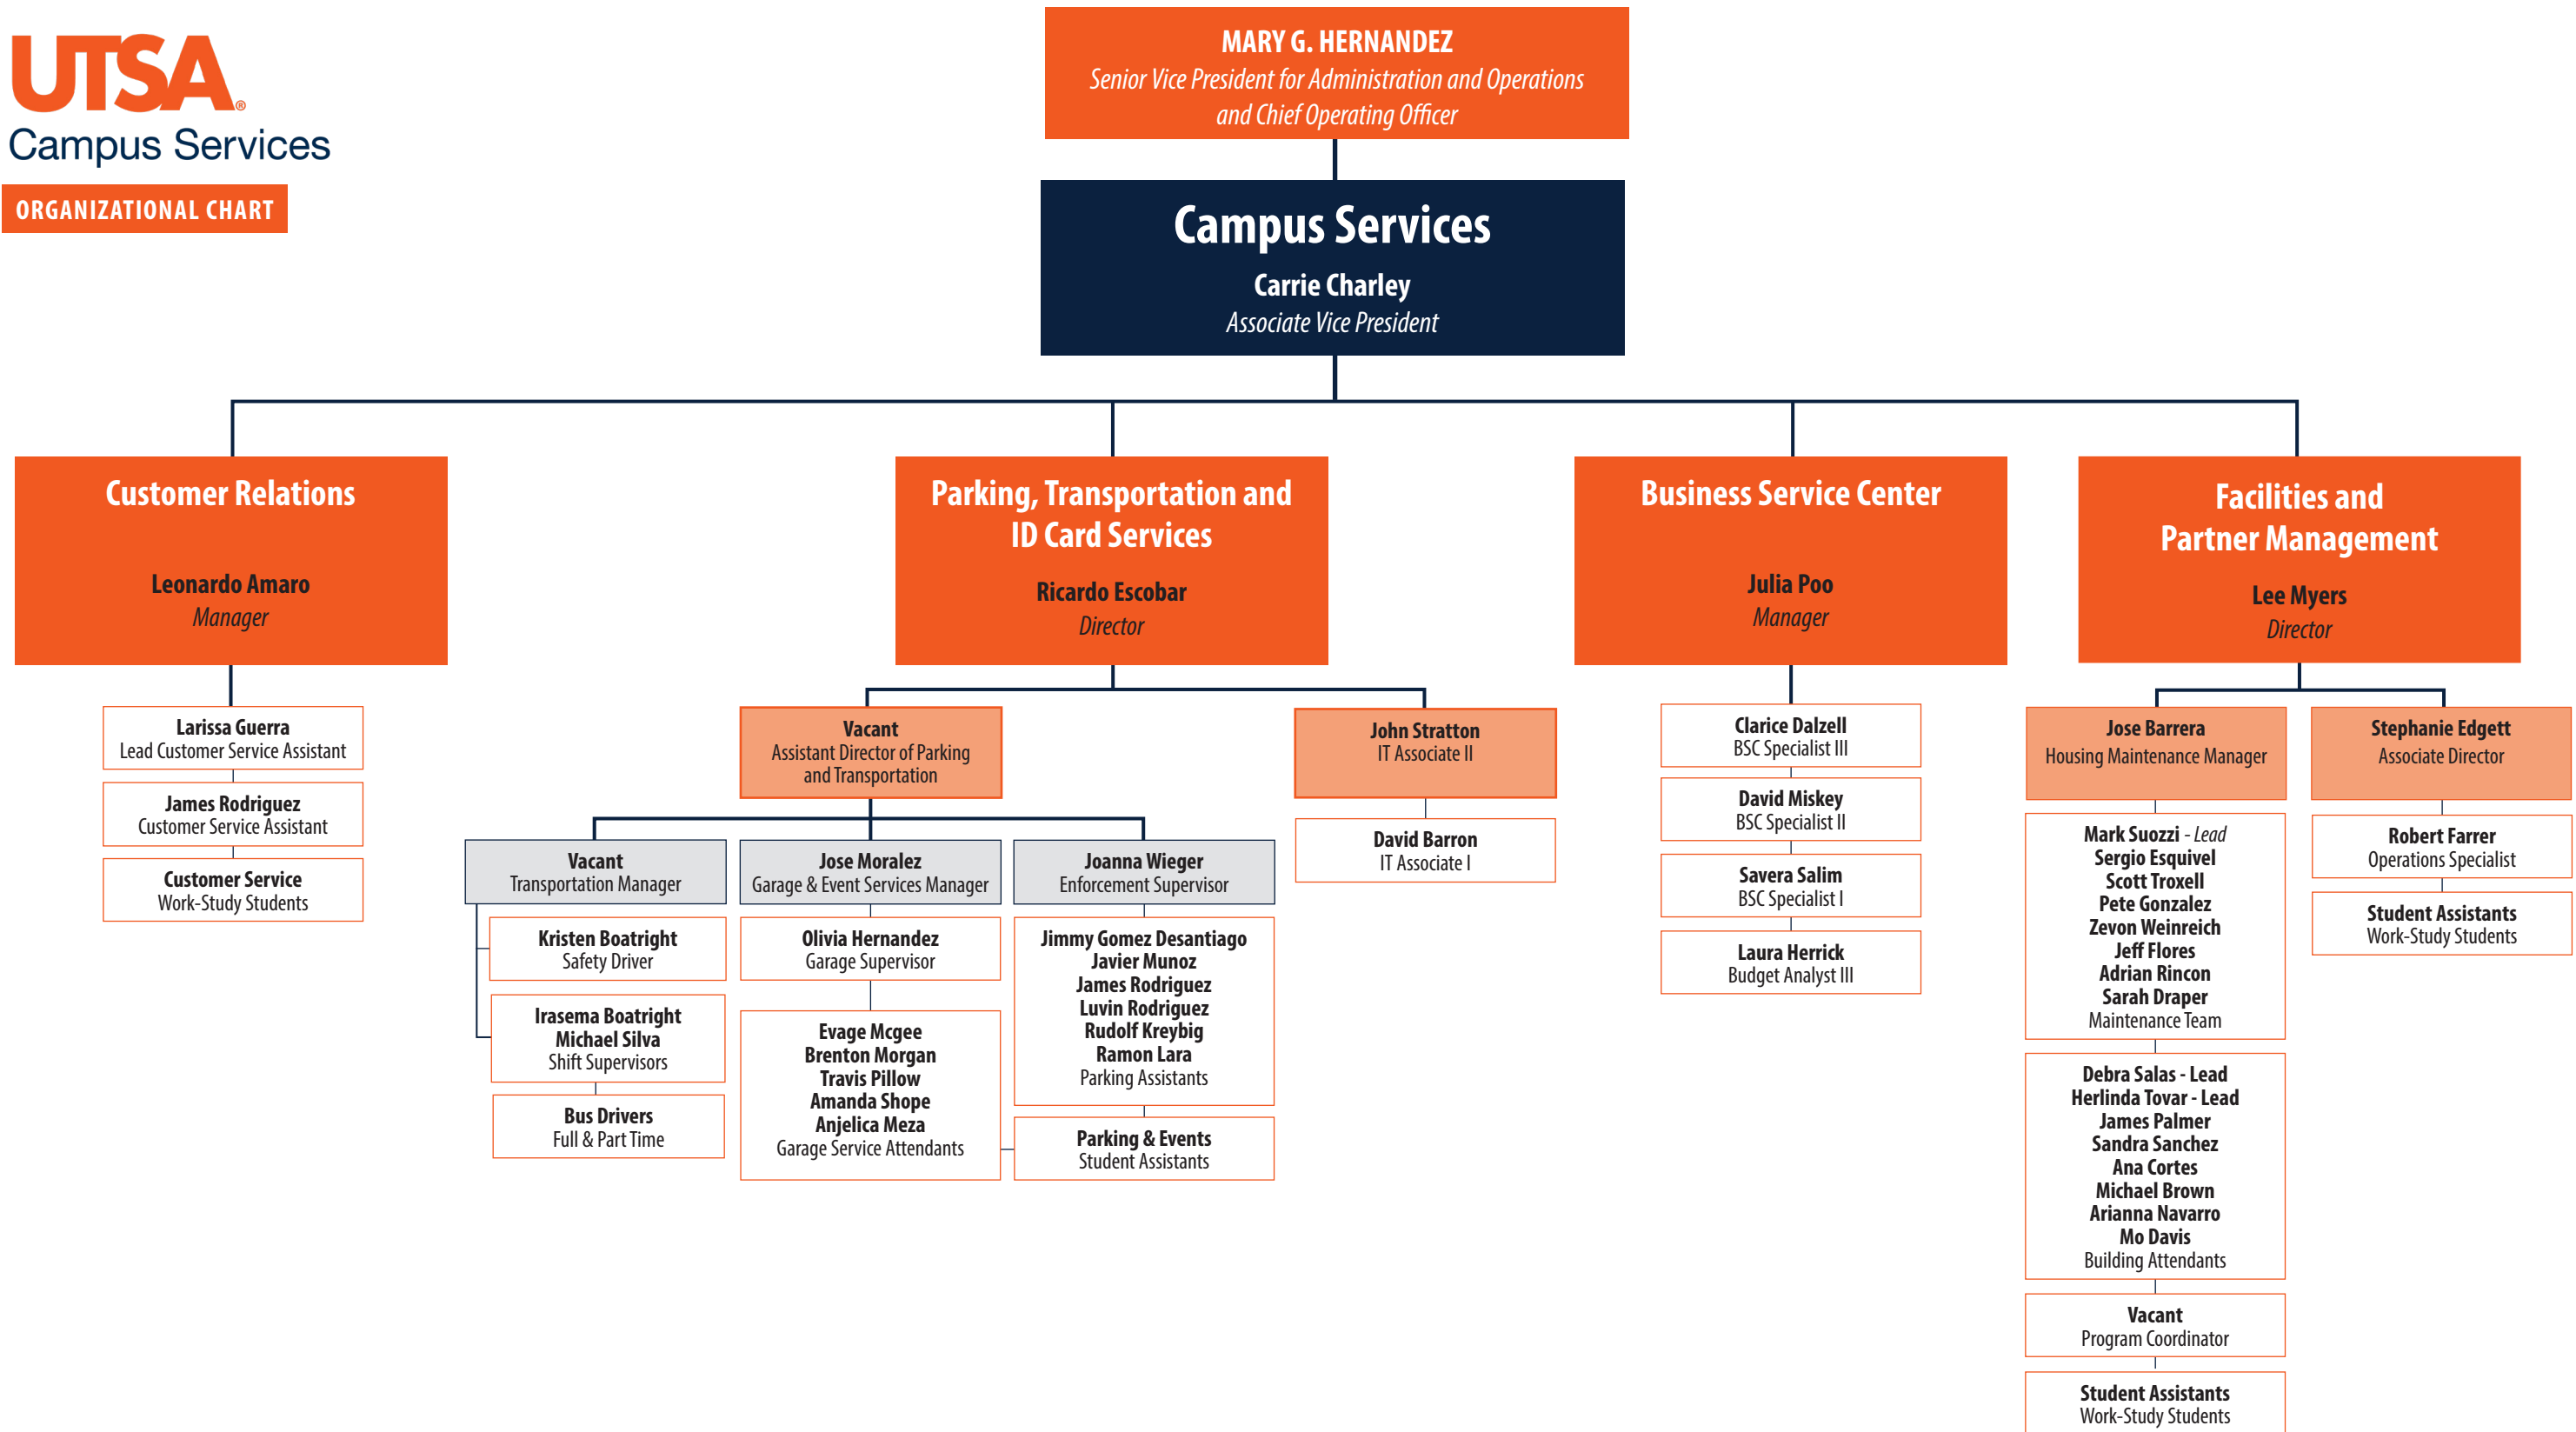 UTSA®
Campus Services
ORGANIZATIONAL CHART
MARY G. HERNANDEZ
Senior Vice President for Administration and Operations
and Chief Operating Officer
Campus Services
Carrie Charley
Associate Vice President
Customer Relations
Leonardo Amaro
Manager
Larissa Guerra
Lead Customer Service Assistant
James Rodriguez
Customer Service Assistant
Customer Service
Work-Study Students
Parking, Transportation and
ID Card Services
Ricardo Escobar
Director
Vacant
Assistant Director of Parking
and Transportation
Vacant
Transportation Manager
Kristen Boatright
Safety Driver
Irasema Boatright
Michael Silva
Shift Supervisors
Bus Drivers
Full & Part Time
Jose Moralez
Garage & Event Services Manager
Olivia Hernandez
Garage Supervisor
Evage Mcgee
Brenton Morgan
Travis Pillow
Amanda Shope
Anjelica Meza
Garage Service Attendants
Joanna Wieger
Enforcement Supervisor
Jimmy Gomez Desantiago
Javier Munoz
James Rodriguez
Luvin Rodriguez
Rudolf Kreybig
Ramon Lara
Parking Assistants
Parking & Events
Student Assistants
John Stratton
IT Associate II
David Barron
IT Associate I
Business Service Center
Julia Poo
Manager
Clarice Dalzell
BSC Specialist III
David Miskey
BSC Specialist II
Savera Salim
BSC Specialist I
Laura Herrick
Budget Analyst III
Facilities and
Partner Management
Lee Myers
Director
Jose Barrera
Housing Maintenance Manager
Mark Suozzi - Lead
Sergio Esquivel
Scott Troxell
Pete Gonzalez
Zevon Weinreich
Jeff Flores
Adrian Rincon
Sarah Draper
Maintenance Team
Debra Salas - Lead
Herlinda Tovar - Lead
James Palmer
Sandra Sanchez
Ana Cortes
Michael Brown
Arianna Navarro
Mo Davis
Building Attendants
Vacant
Program Coordinator
Student Assistants
Work-Study Students
Stephanie Edgett
Associate Director
Robert Farrer
Operations Specialist
Student Assistants
Work-Study Students